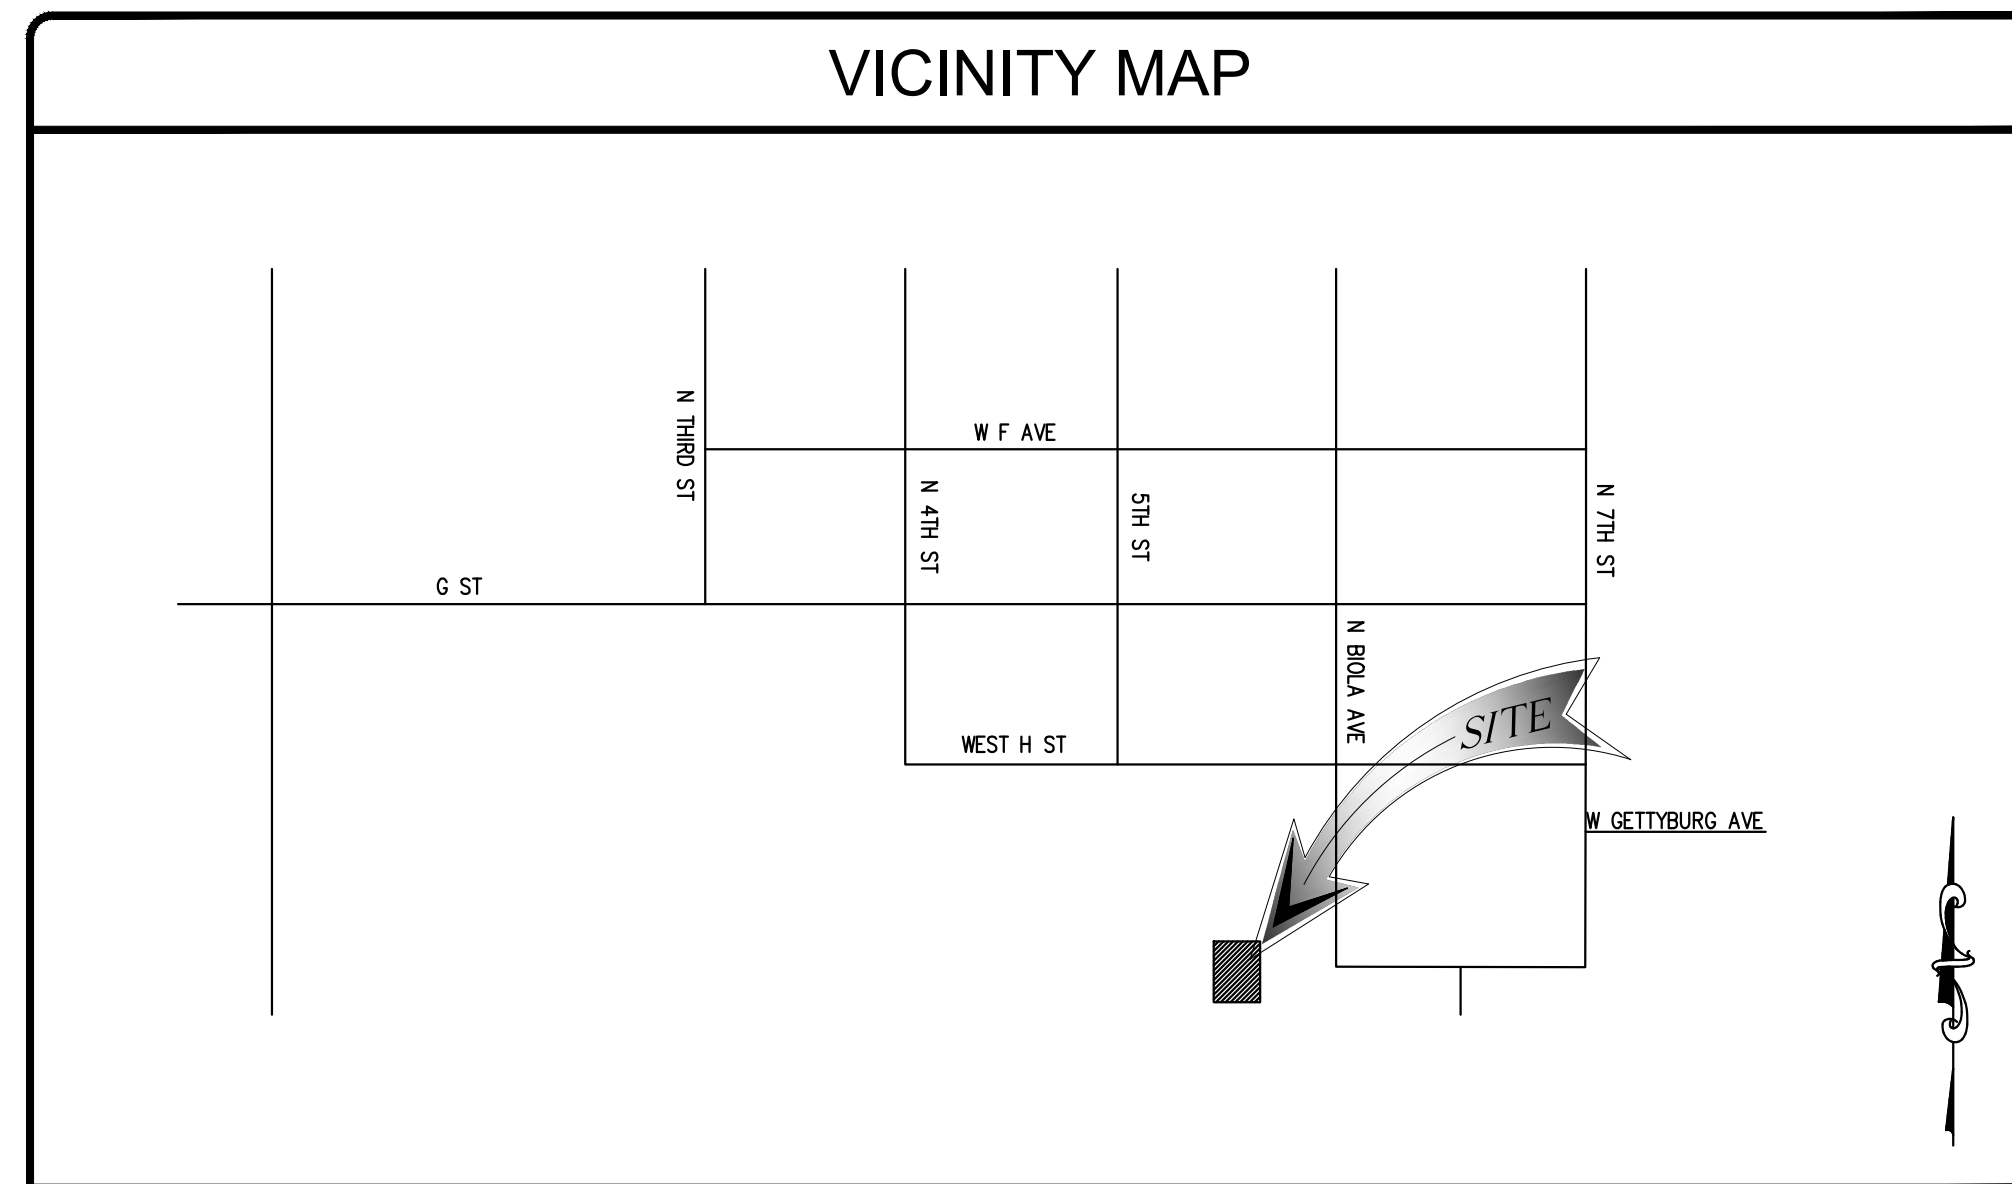 VICINITY MAP
N THIRD ST
W F AVE
N 4TH ST
5TH ST
N 7TH ST
G ST
N BIOLA AVE
SITE
WEST H ST
W GETTYBURG AVE